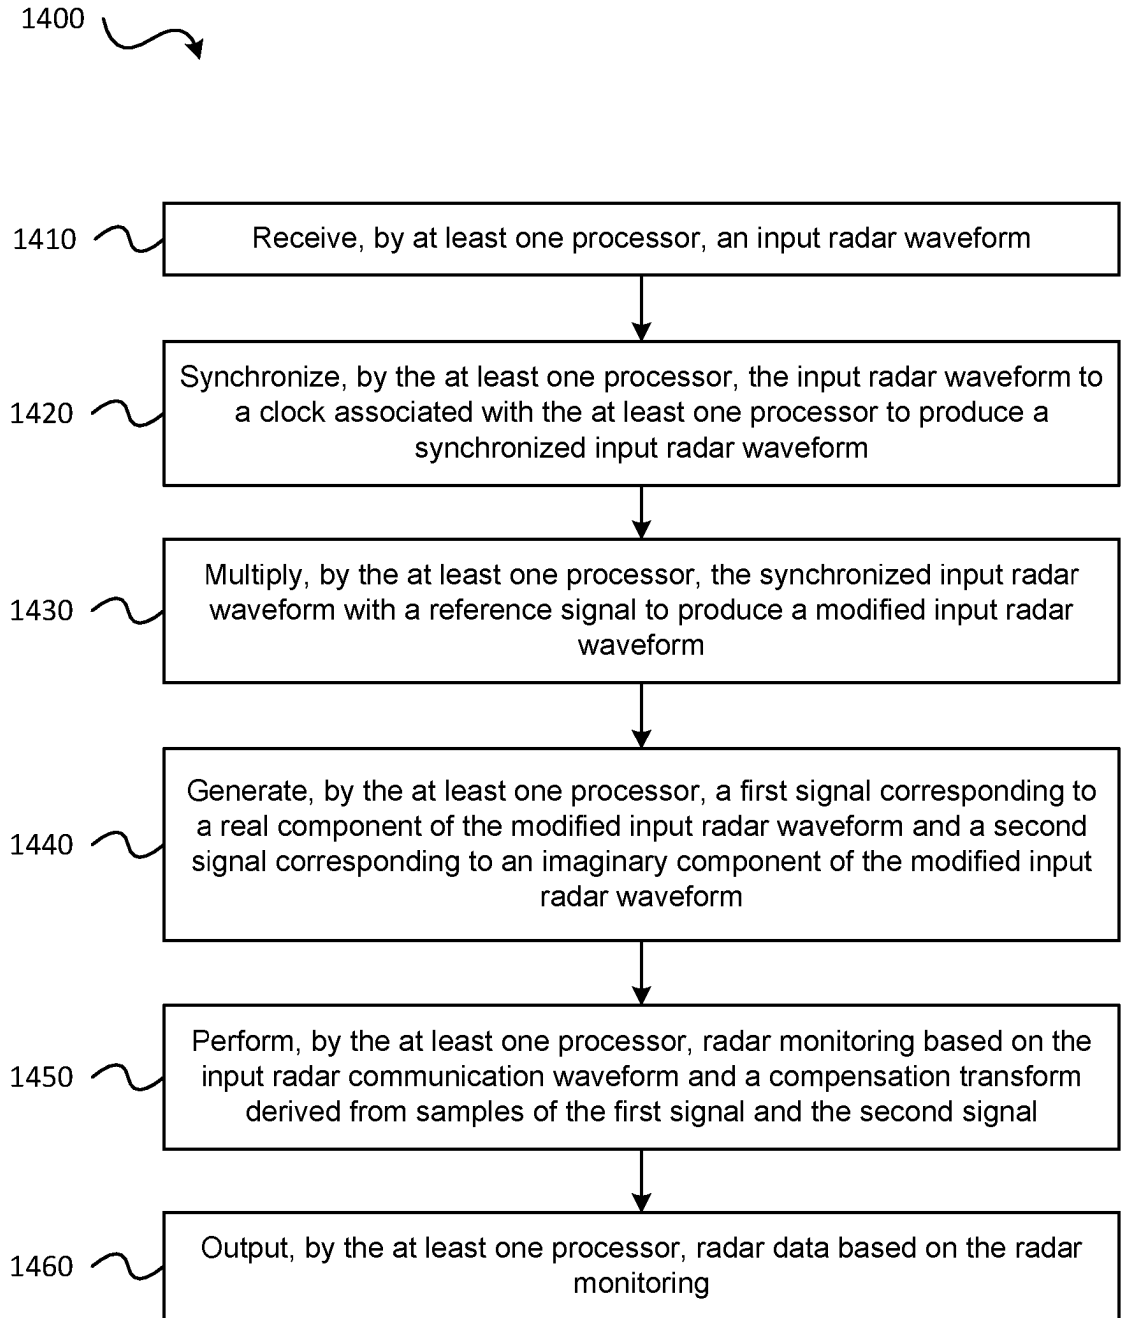 1400
1410
Receive, by at least one processor, an input radar waveform
1420
Synchronize, by the at least one processor, the input radar waveform to
a clock associated with the at least one processor to produce a
synchronized input radar waveform
1430
Multiply, by the at least one processor, the synchronized input radar
waveform with a reference signal to produce a modified input radar
waveform
1440
Generate, by the at least one processor, a first signal corresponding to
a real component of the modified input radar waveform and a second
signal corresponding to an imaginary component of the modified input
radar waveform
1450
Perform, by the at least one processor, radar monitoring based on the
input radar communication waveform and a compensation transform
derived from samples of the first signal and the second signal
1460
Output, by the at least one processor, radar data based on the radar
monitoring